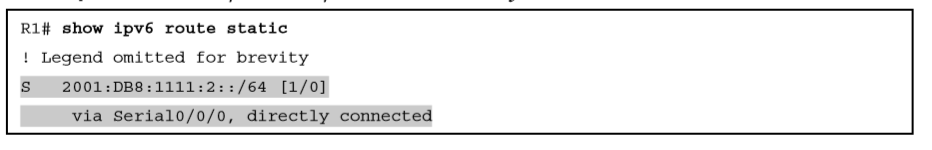 R1# show ipv6 route static
! Legend omitted for brevity
S   2001:DB8:1111:2::/64 [1/0]
     via Serial0/0/0, directly connected